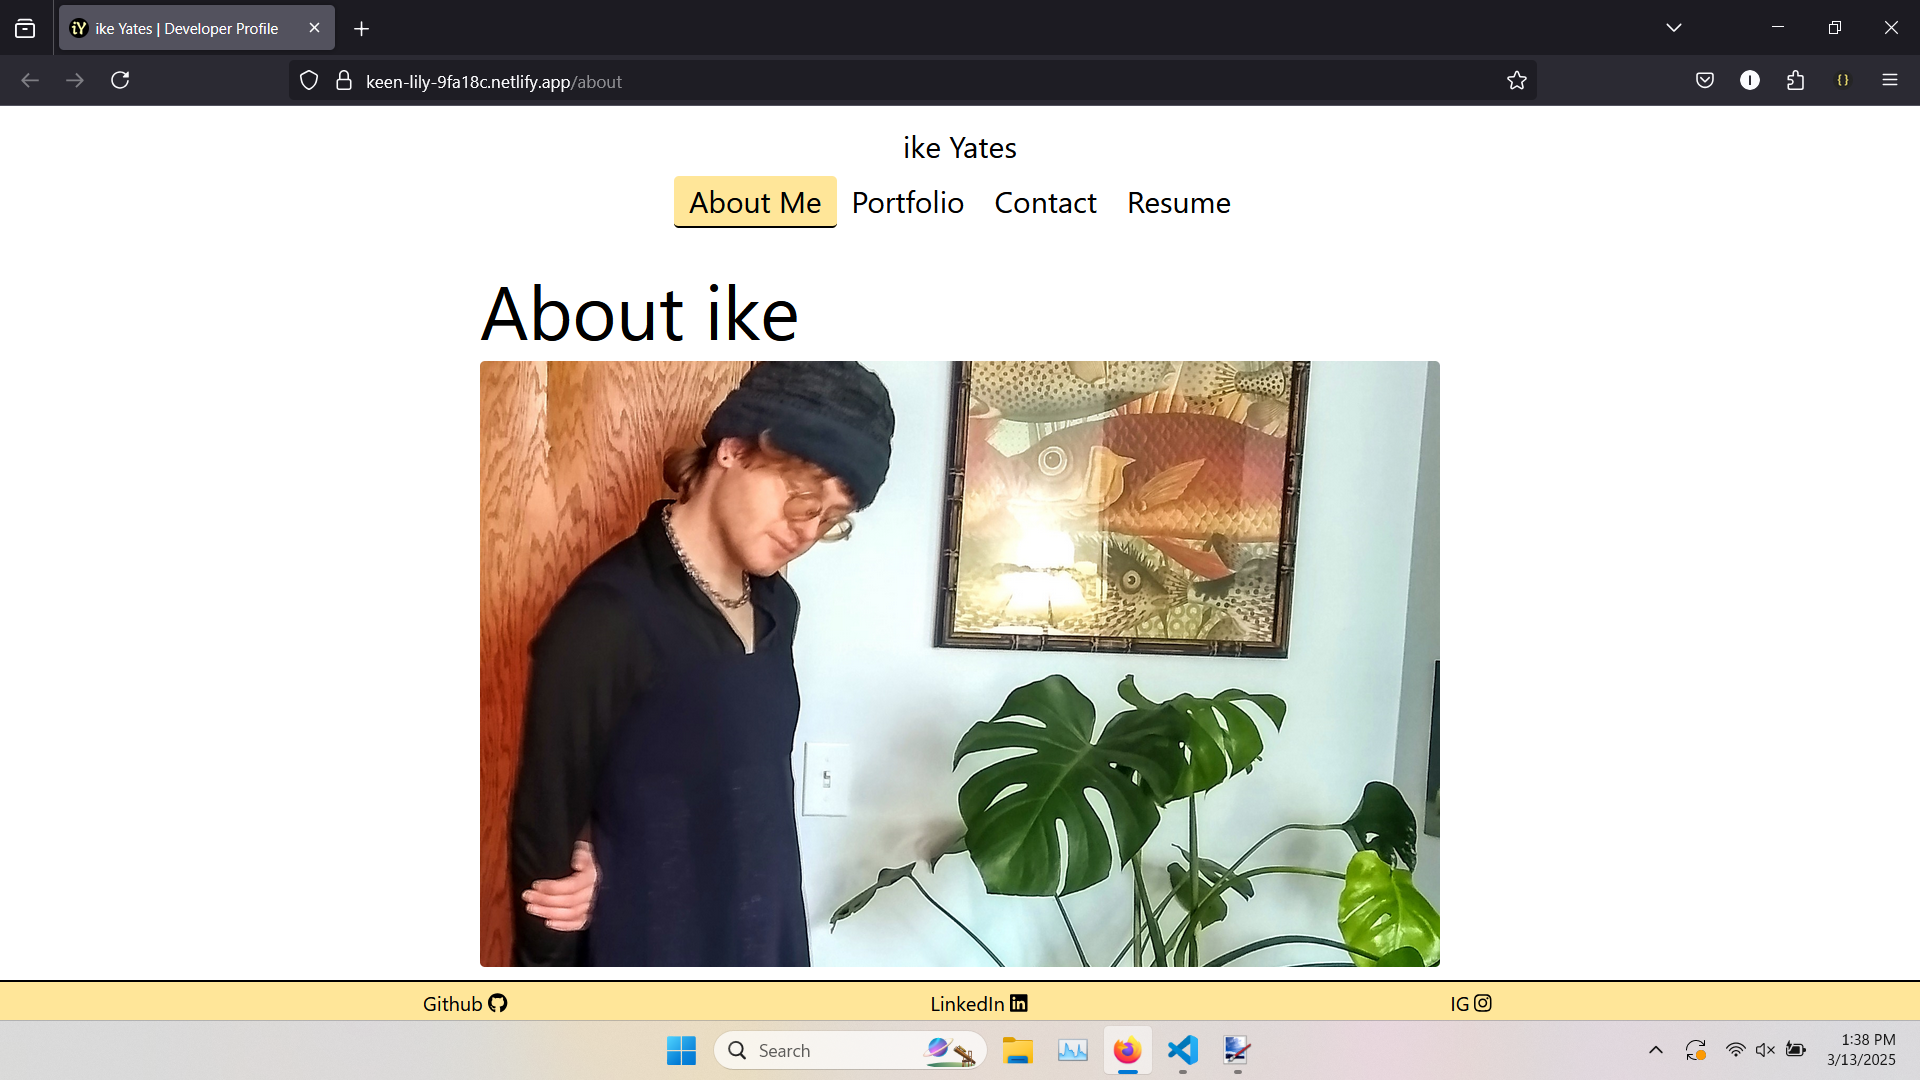 iY ike Yates | Developer Profile
keen-lily-9fa18c.netlify.app/about
ike Yates
About Me Portfolio Contact Resume
About ike
Github LinkedIn IG
Search
1:38 PM
3/13/2025